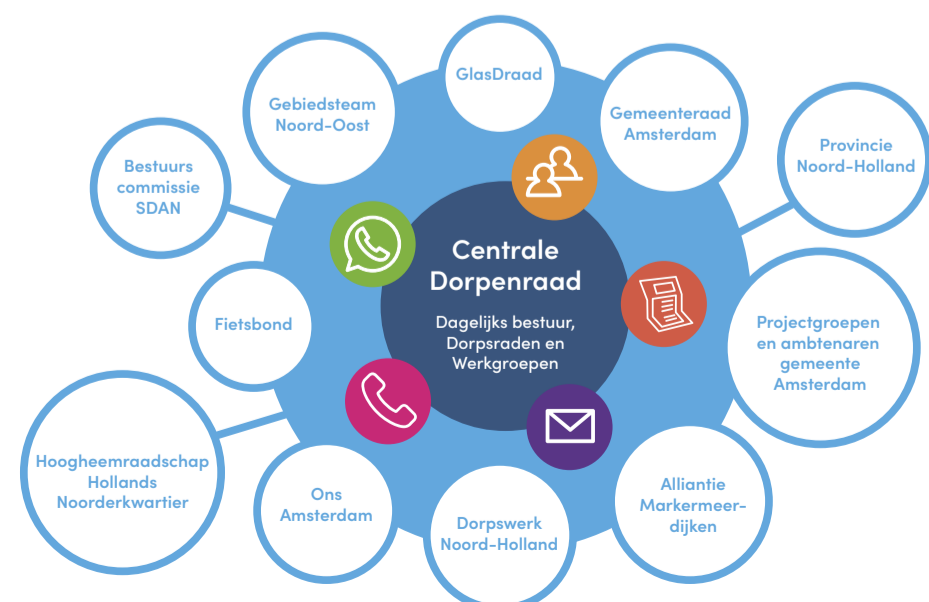 GlasDraad
Gebiedsteam
Noord-Oost
Gemeenteraad
Amsterdam
Provincie
Noord-Holland
Bestuurs
commissie
SDAN
Centrale
Dorpenraad
Dagelijks bestuur,
Dorpsraden en
Werkgroepen
Fietsbond
Projectgroepen
en ambtenaren
gemeente
Amsterdam
Hoogheemraadschap
Hollands
Noorderkwartier
Ons
Amsterdam
Dorpswerk
Noord-Holland
Alliantie
Markermeer-
dijken